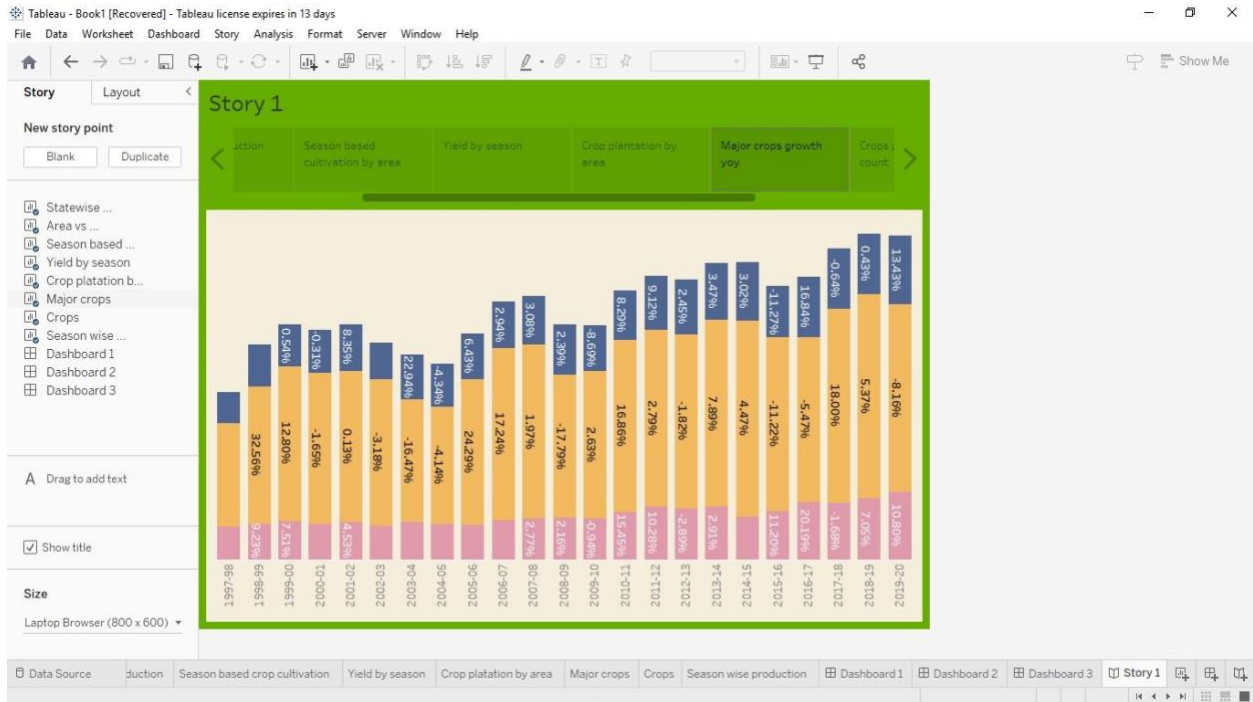 Tableau - Book1 [Recovered] - Tableau license expires in 13 days
File Data Worksheet Dashboard Story Analysis Format Server Window Help
Show Me
Story Layout
New story point
Blank Duplicate
Statewise ...
Area vs ...
Season based ...
Yield by season
Crop platation b...
Major crops
Crops
Season wise ...
Dashboard 1
Dashboard 2
Dashboard 3
A Drag to add text
Show title
Size
Laptop Browser (800 x 600)
Story 1
uction
Season based
cultivation by area
Yield by season
Crop plantation by
area
Major crops growth
yoy
Crops
count
0.54% -0.31% 8.35% 22.94% -4.34% 6.43% 2.94% 3.08% 2.39% -8.69% 8.29% 9.12% 2.45% 3.47% 3.02% -11.27% 16.84% -0.64% 0.43% 13.43%
32.56% 12.80% -1.65% 0.13% -3.18% -16.47% -4.14% 24.29% 17.24% 1.97% -17.79% 2.63% 16.86% 2.79% -1.82% 7.89% 4.47% -11.22% -5.47% 18.00% 5.37% -8.16%
9.23% 7.51% 4.53% 2.77% 2.16% -0.94% 15.45% 10.28% -2.89% 2.91% 11.20% 20.19% -1.68% 7.05% 10.80%
1997-98 1998-99 1999-00 2000-01 2001-02 2002-03 2003-04 2004-05 2005-06 2006-07 2007-08 2008-09 2009-10 2010-11 2011-12 2012-13 2013-14 2014-15 2015-16 2016-17 2017-18 2018-19 2019-20
Data Source duction Season based crop cultivation Yield by season Crop platation by area Major crops Crops Season wise production Dashboard 1 Dashboard 2 Dashboard 3 Story 1